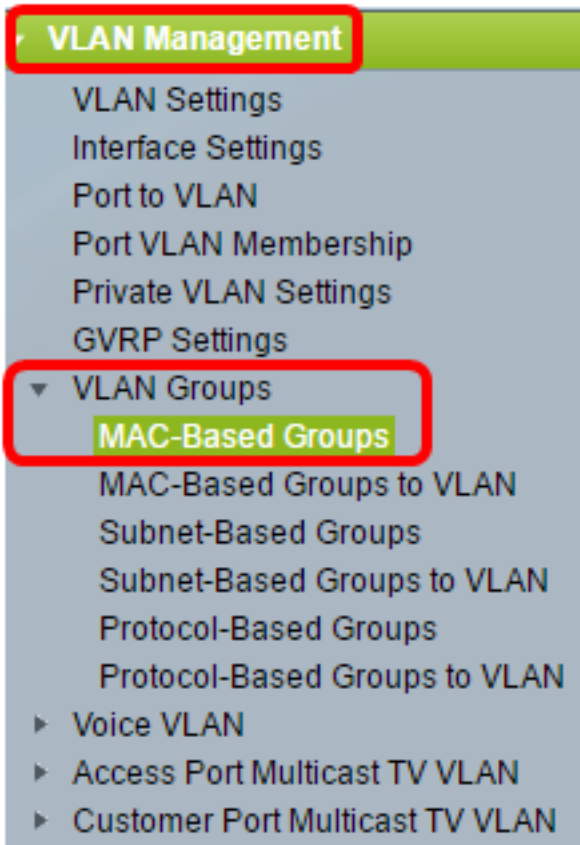 VLAN Management
VLAN Settings
Interface Settings
Port to VLAN
Port VLAN Membership
Private VLAN Settings
GVRP Settings
VLAN Groups
MAC-Based Groups
MAC-Based Groups to VLAN
Subnet-Based Groups
Subnet-Based Groups to VLAN
Protocol-Based Groups
Protocol-Based Groups to VLAN
Voice VLAN
Access Port Multicast TV VLAN
Customer Port Multicast TV VLAN